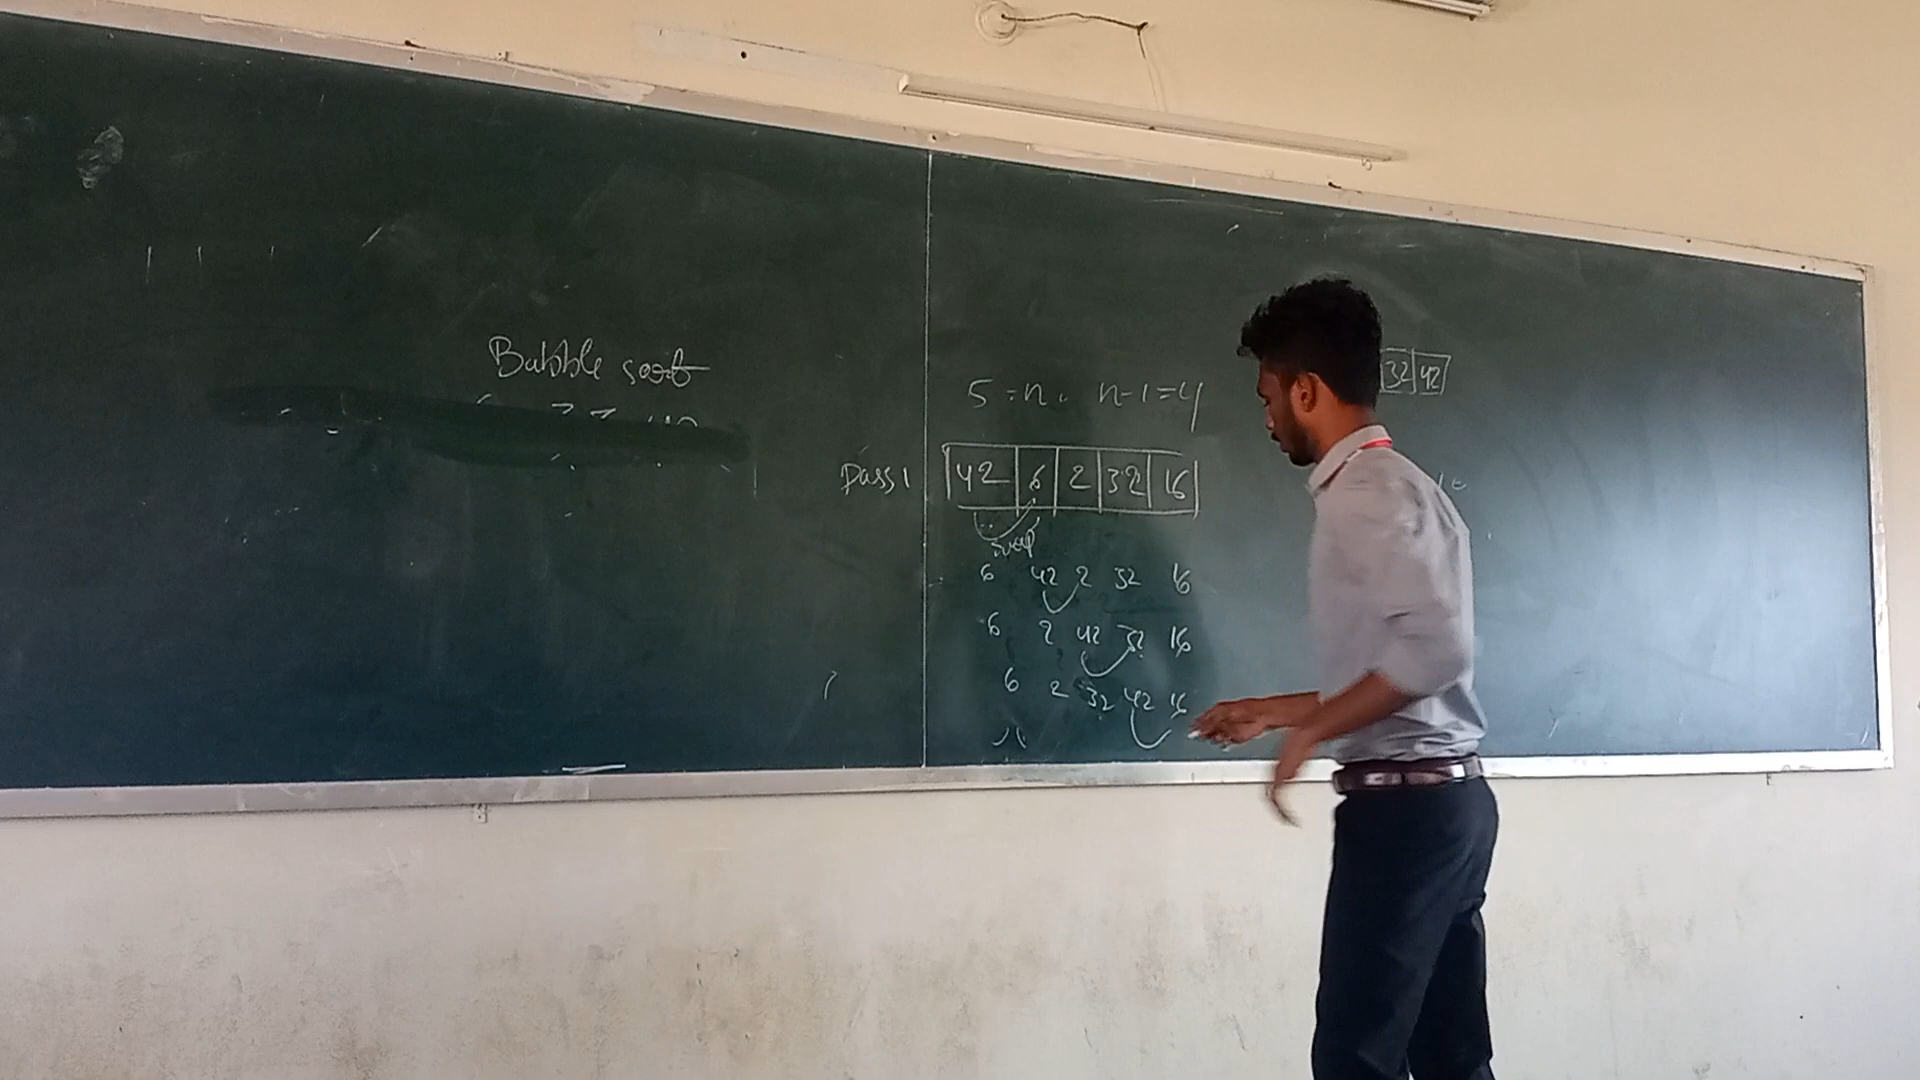 Bubble sort
5 = n, n-1=4
32 42
Pass 1 42 6 2 32 16
swap
6 42 2 32 16
6 2 42 32 16
6 2 32 42 16